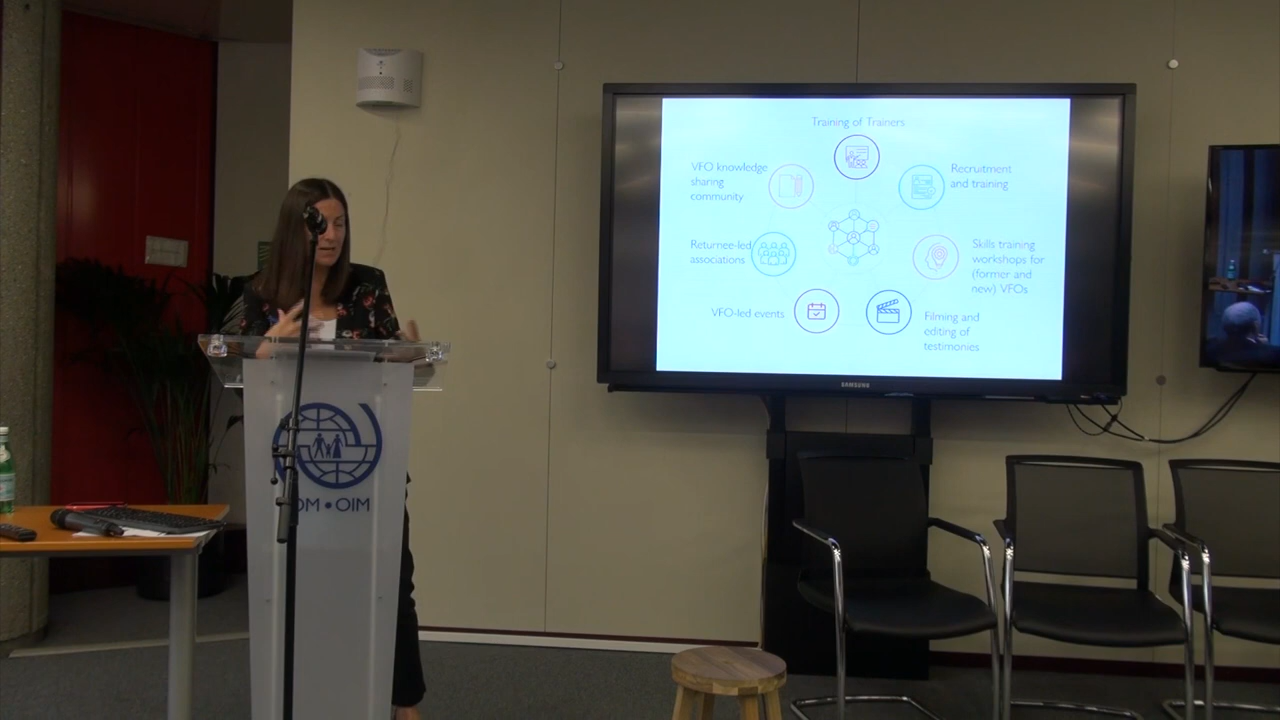 Training of Trainers
VFO knowledge
sharing
community
Recruitment
and training
Returnee-led
associations
Skills training
workshops for
(former and
new) VFOs
VFO-led events
Filming and
editing of
testimonies
SAMSUNG
OM • OIM